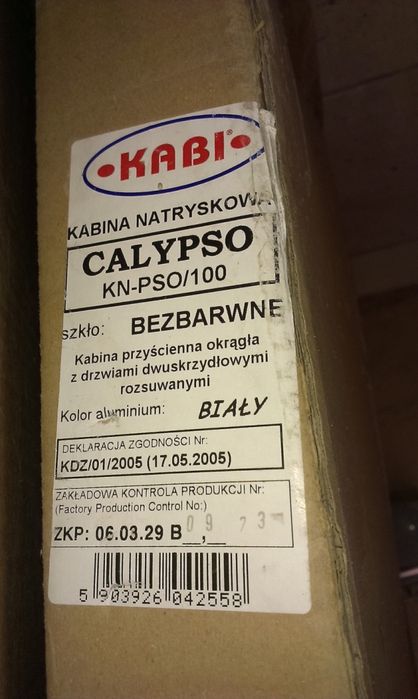 KABI®
KABINA NATRYSKOWA
CALYPSO
KN-PSO/100
szkło: BEZBARWNE
Kabina przyścienna okrągła
z drzwiami dwuskrzydłowymi
rozsuwanymi
Kolor aluminium: BIAŁY
DEKLARACJA ZGODNOŚCI Nr:
KDZ/01/2005 (17.05.2005)
ZAKŁADOWA KONTROLA PRODUKCJI Nr:
(Factory Production Control No:)
ZKP: 06.03.29 B__,__
5 903926 042558